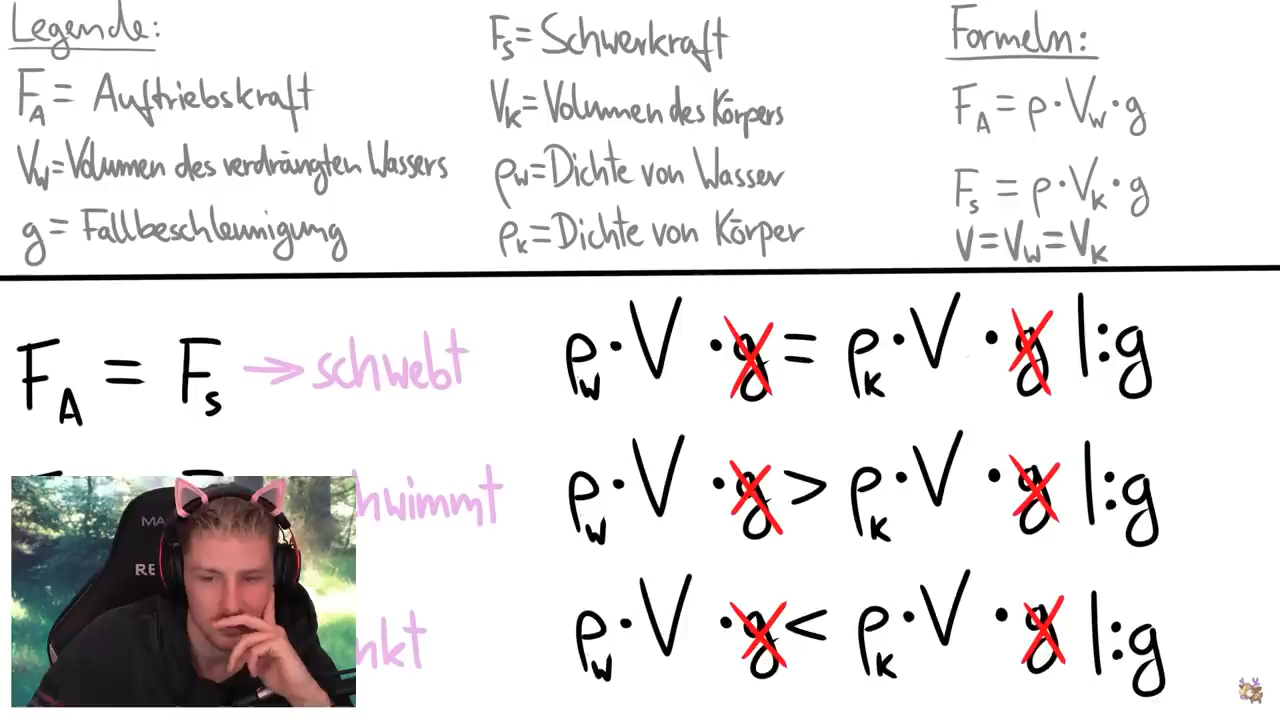 Legende:
F_A = Auftriebskraft
V_W = Volumen des verdrängten Wassers
g = Fallbeschleunigung
F_S = Schwerkraft
V_K = Volumen des Körpers
ρ_W = Dichte von Wasser
ρ_K = Dichte von Körper
Formeln:
F_A = ρ · V_W · g
F_S = ρ · V_K · g
V = V_W = V_K
F_A = F_S → schwebt
ρ_W · V · g = ρ_K · V · g |:g
hwimmt
ρ_W · V · g > ρ_K · V · g |:g
nkt
ρ_W · V · g < ρ_K · V · g |:g
MA
RE